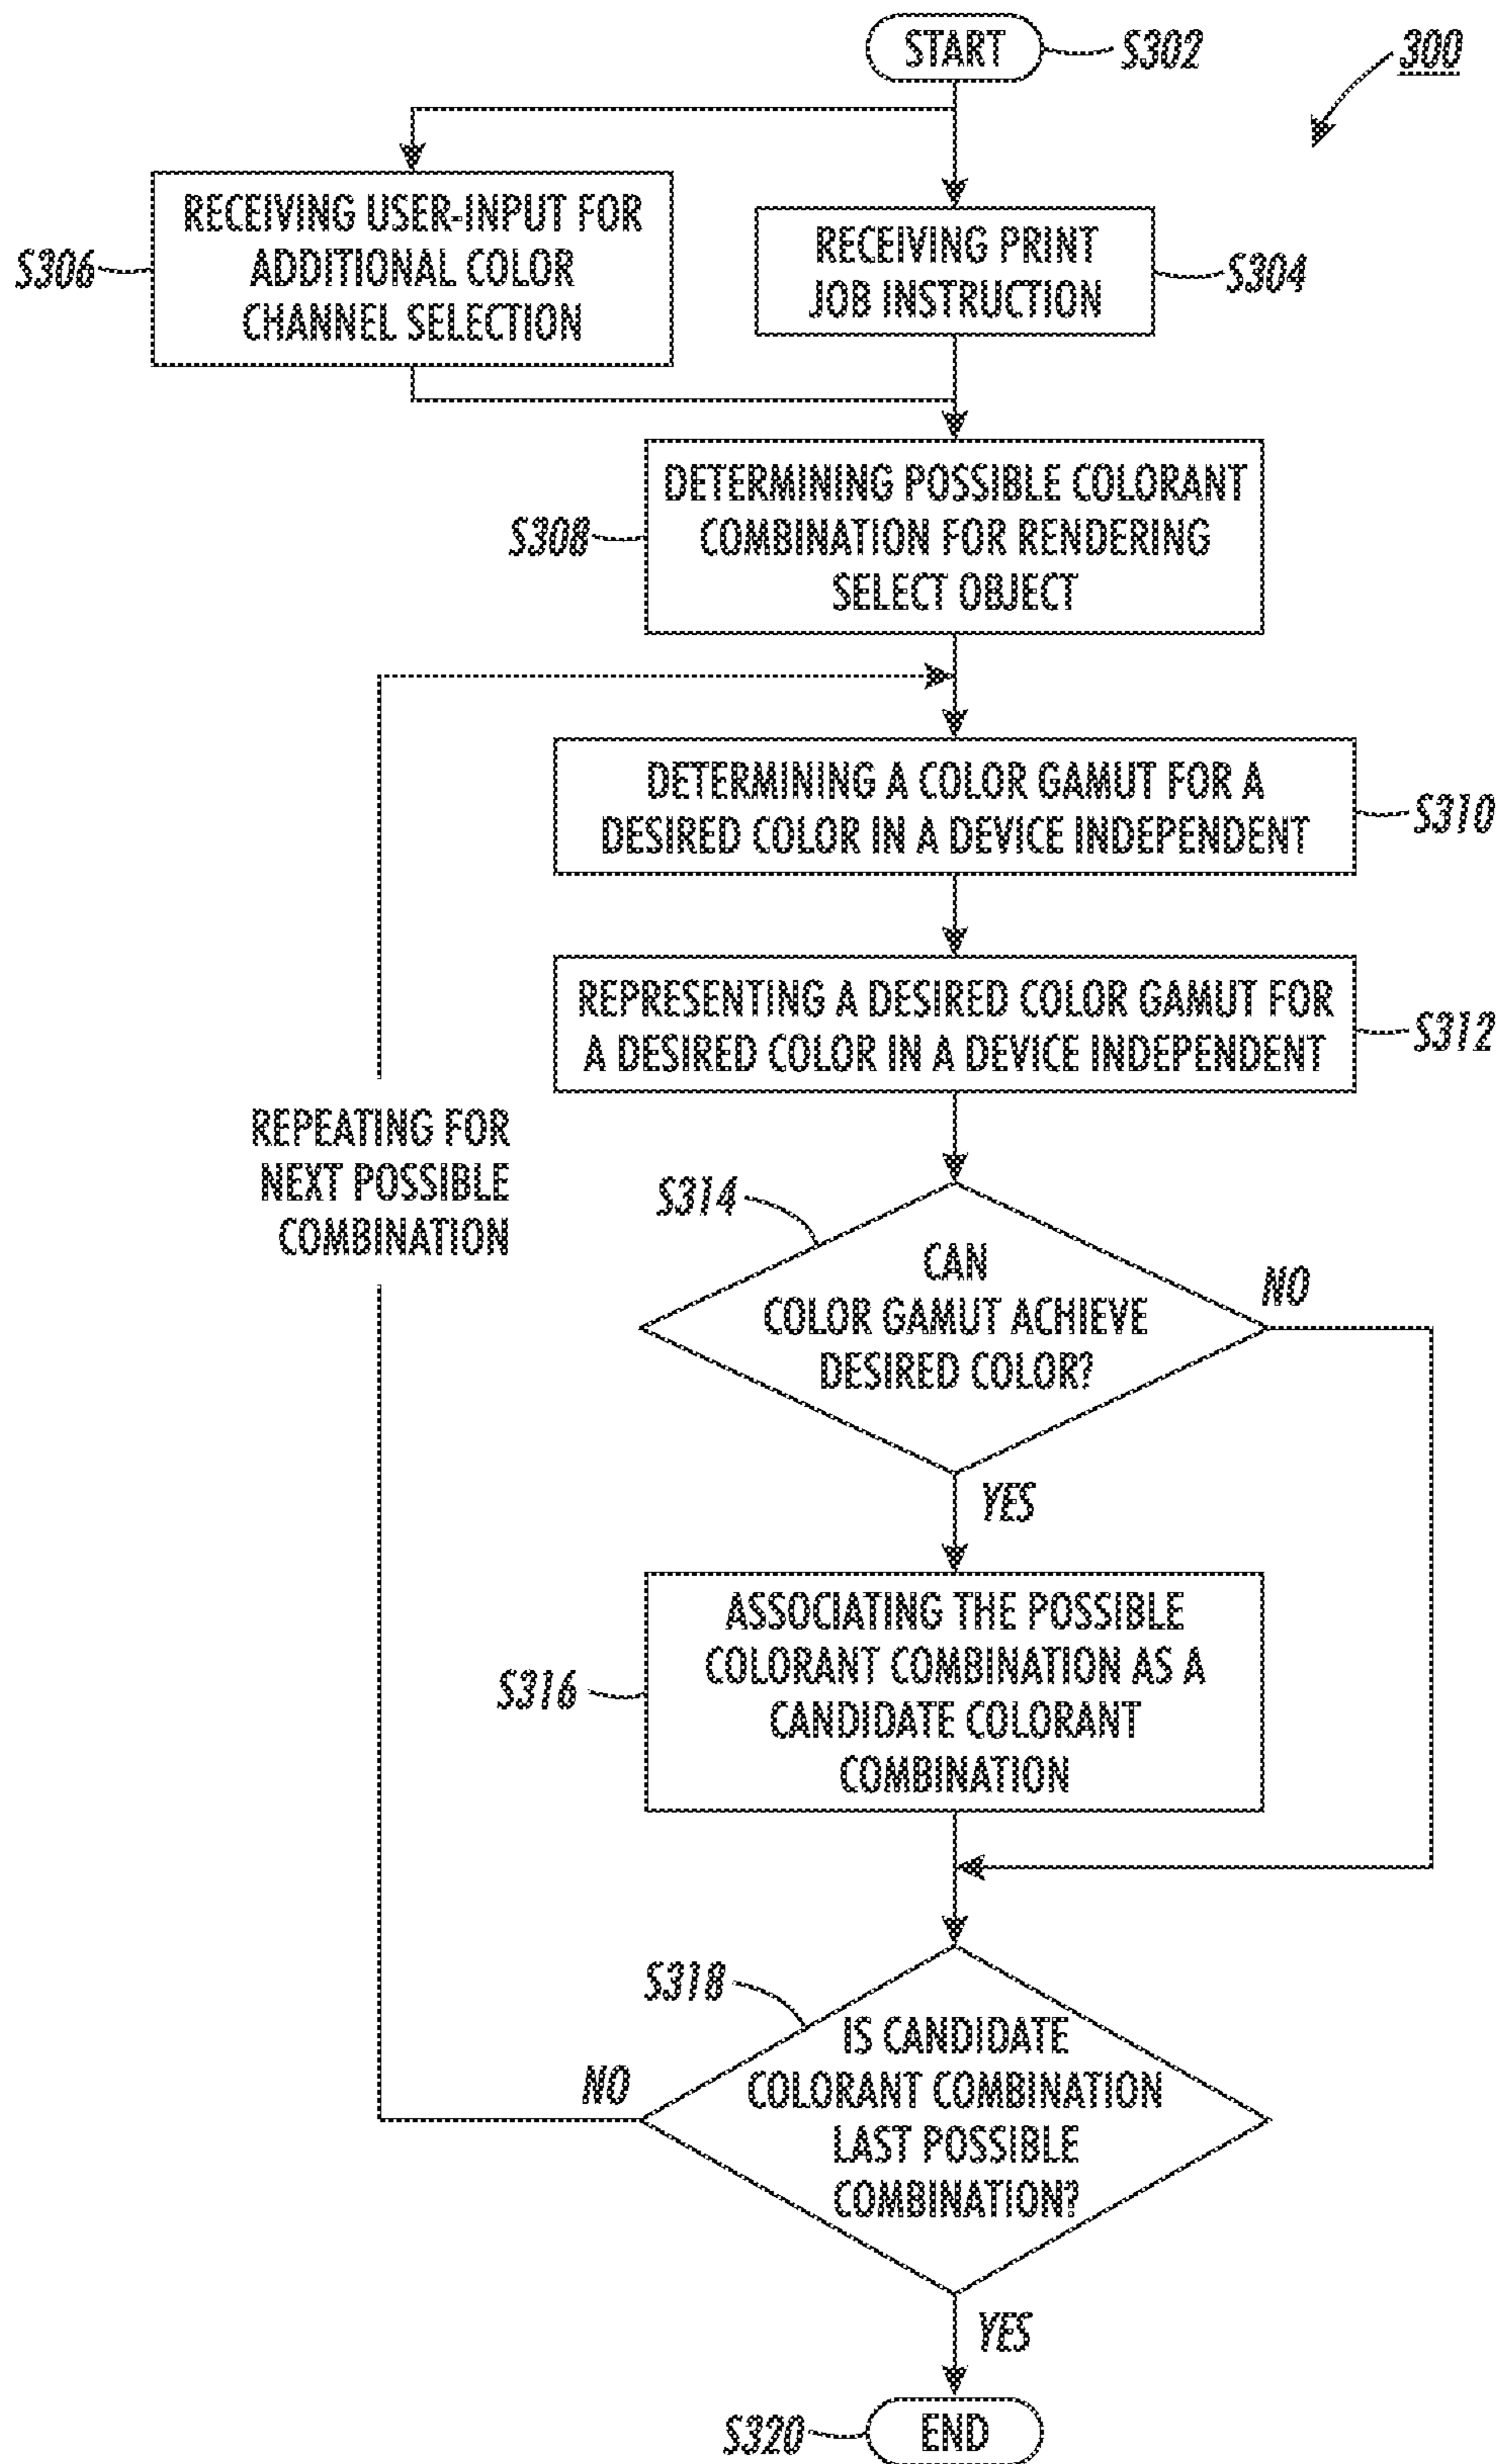 START
S302
300
RECEIVING USER-INPUT FOR
ADDITIONAL COLOR
CHANNEL SELECTION
S306
RECEIVING PRINT
JOB INSTRUCTION
S304
DETERMINING POSSIBLE COLORANT
COMBINATION FOR RENDERING
SELECT OBJECT
S308
DETERMINING A COLOR GAMUT FOR A
DESIRED COLOR IN A DEVICE INDEPENDENT
S310
REPRESENTING A DESIRED COLOR GAMUT FOR
A DESIRED COLOR IN A DEVICE INDEPENDENT
S312
REPEATING FOR
NEXT POSSIBLE
COMBINATION
S314
CAN
COLOR GAMUT ACHIEVE
DESIRED COLOR?
NO
YES
ASSOCIATING THE POSSIBLE
COLORANT COMBINATION AS A
CANDIDATE COLORANT
COMBINATION
S316
S318
IS CANDIDATE
COLORANT COMBINATION
LAST POSSIBLE
COMBINATION?
NO
YES
S320
END